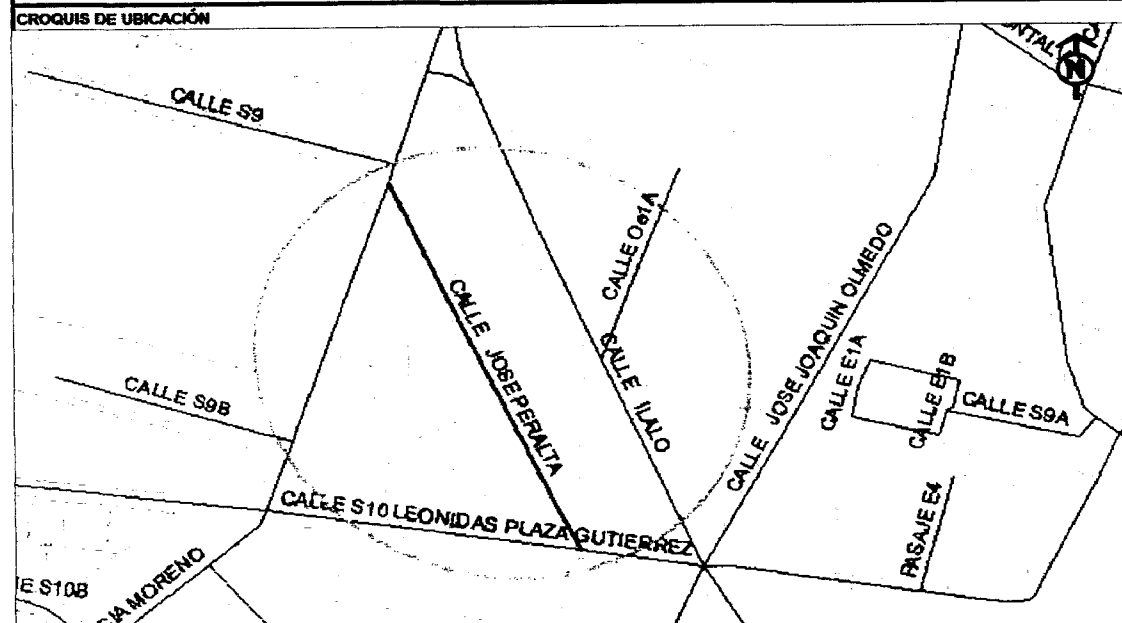 CROQUIS DE UBICACIÓN
N
CALLE S9
CALLE Oe1A
CALLE JOSE PERALTA
CALLE ILALO
CALLE JOSE JOAQUIN OLMEDO
CALLE E1A
CALLE E1B
CALLE S9A
CALLE S9B
PASAJE E4
CALLE S10 LEONIDAS PLAZA GUTIERREZ
MORENO
S10B